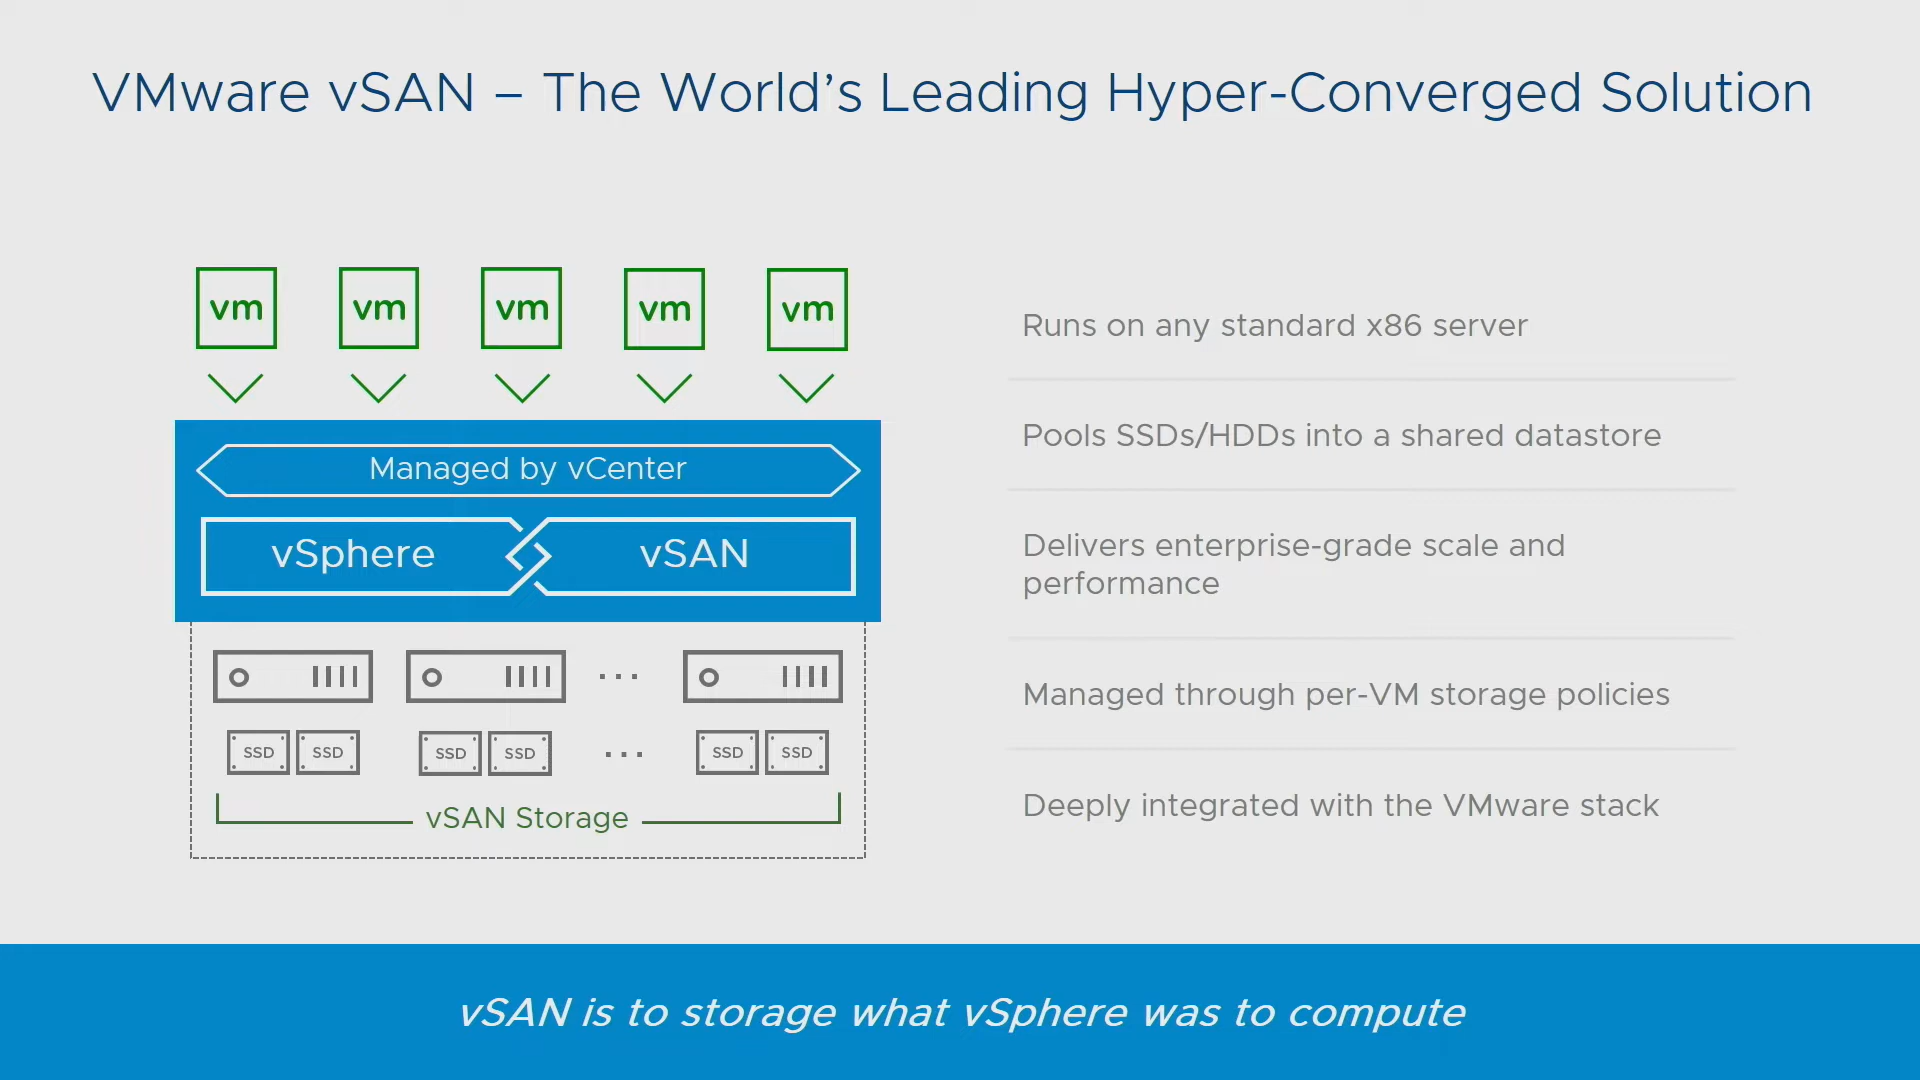 VMware vSAN – The World’s Leading Hyper-Converged Solution
vm vm vm vm vm
Managed by vCenter
vSphere vSAN
SSD SSD SSD SSD SSD SSD
vSAN Storage
Runs on any standard x86 server
Pools SSDs/HDDs into a shared datastore
Delivers enterprise-grade scale and
performance
Managed through per-VM storage policies
Deeply integrated with the VMware stack
vSAN is to storage what vSphere was to compute